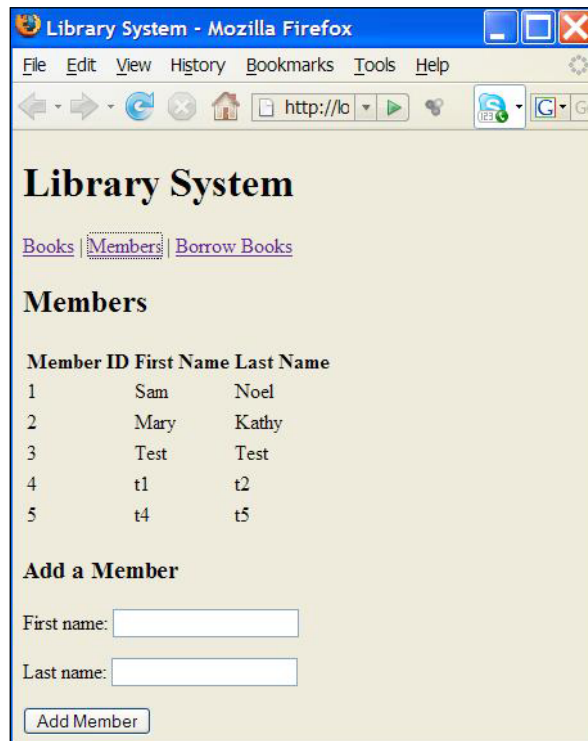 Library System - Mozilla Firefox
File Edit View History Bookmarks Tools Help
http://lo
123
G
G
Library System
Books | Members | Borrow Books
Members
Member ID First Name Last Name
1 Sam Noel
2 Mary Kathy
3 Test Test
4 t1 t2
5 t4 t5
Add a Member
First name:
Last name:
Add Member